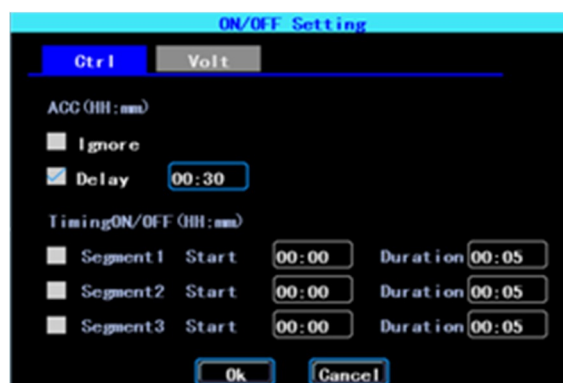 ON/OFF Setting
Ctrl Volt
ACC(HH:mm)
Ignore
Delay 00:30
TimingON/OFF(HH:mm)
Segment1 Start 00:00 Duration 00:05
Segment2 Start 00:00 Duration 00:05
Segment3 Start 00:00 Duration 00:05
Ok Cancel